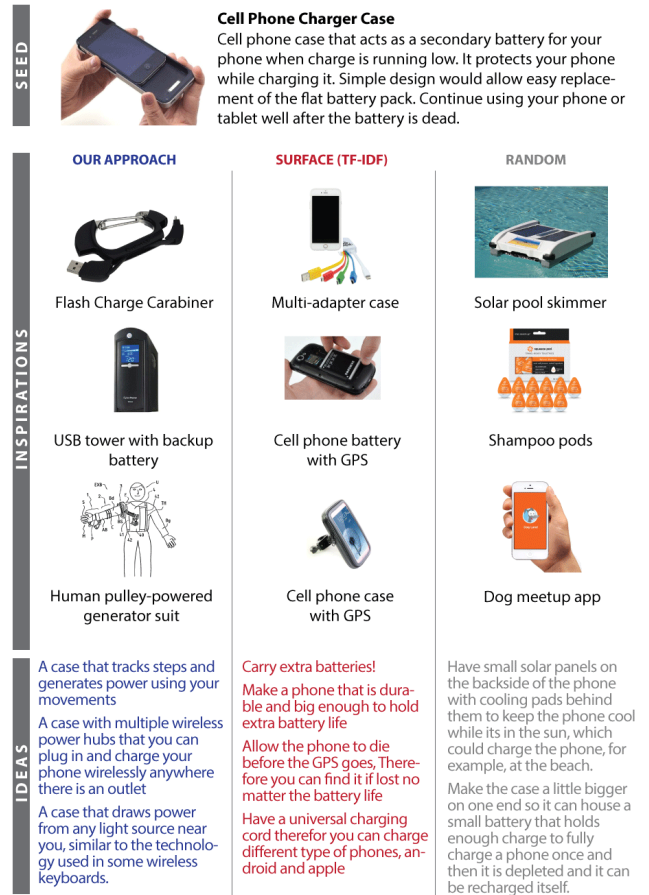 SEED
Cell Phone Charger Case
Cell phone case that acts as a secondary battery for your
phone when charge is running low. It protects your phone
while charging it. Simple design would allow easy replace-
ment of the flat battery pack. Continue using your phone or
tablet well after the battery is dead.
INSPIRATIONS
OUR APPROACH
Flash Charge Carabiner
USB tower with backup
battery
Human pulley-powered
generator suit
SURFACE (TF-IDF)
Multi-adapter case
Cell phone battery
with GPS
Cell phone case
with GPS
RANDOM
Solar pool skimmer
Shampoo pods
Dog meetup app
IDEAS
A case that tracks steps and
generates power using your
movements
A case with multiple wireless
power hubs that you can
plug in and charge your
phone wirelessly anywhere
there is an outlet
A case that draws power
from any light source near
you, similar to the technolo-
gy used in some wireless
keyboards.
Carry extra batteries!
Make a phone that is dura-
ble and big enough to hold
extra battery life
Allow the phone to die
before the GPS goes, There-
fore you can find it if lost no
matter the battery life
Have a universal charging
cord therefor you can charge
different type of phones, an-
droid and apple
Have small solar panels on
the backside of the phone
with cooling pads behind
them to keep the phone cool
while its in the sun, which
could charge the phone, for
example, at the beach.
Make the case a little bigger
on one end so it can house a
small battery that holds
enough charge to fully
charge a phone once and
then it is depleted and it can
be recharged itself.